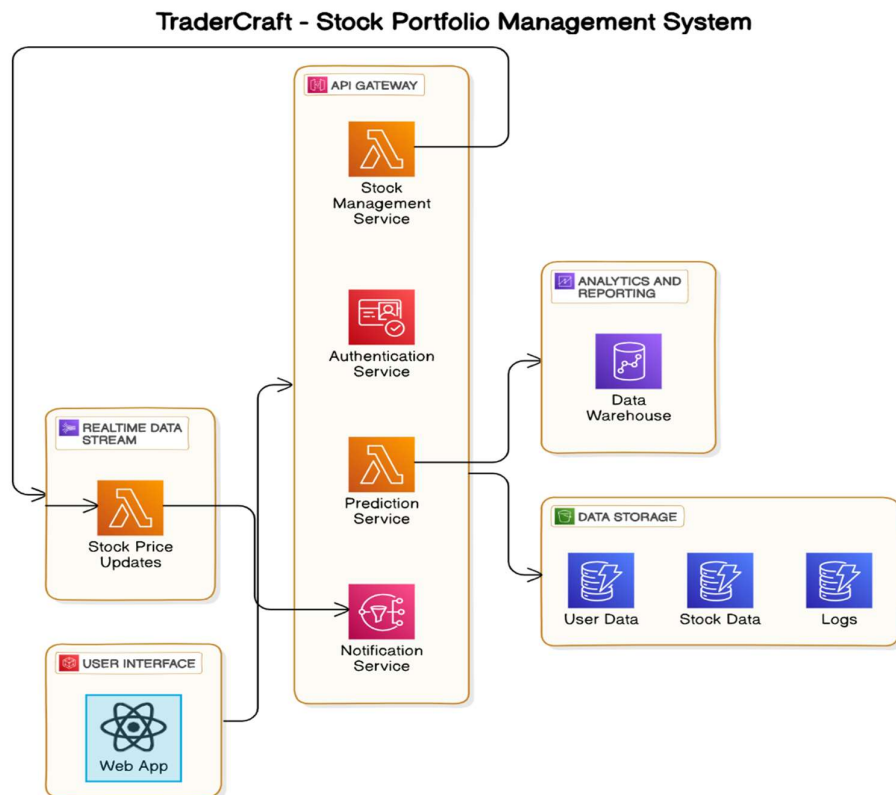 TraderCraft - Stock Portfolio Management System
API GATEWAY
Stock
Management
Service
Authentication
Service
Prediction
Service
Notification
Service
ANALYTICS AND
REPORTING
Data
Warehouse
REALTIME DATA
STREAM
Stock Price
Updates
DATA STORAGE
User Data
Stock Data
Logs
USER INTERFACE
Web App